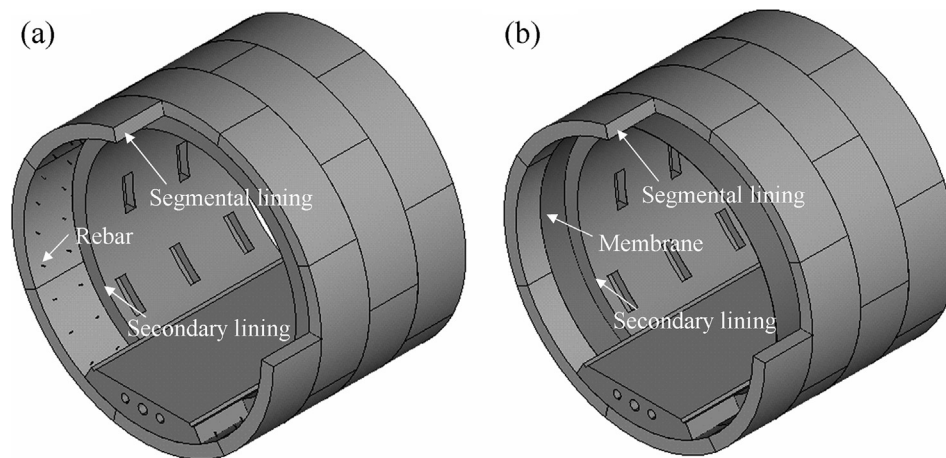 (a)
Segmental lining
Rebar
Secondary lining
(b)
Segmental lining
Membrane
Secondary lining